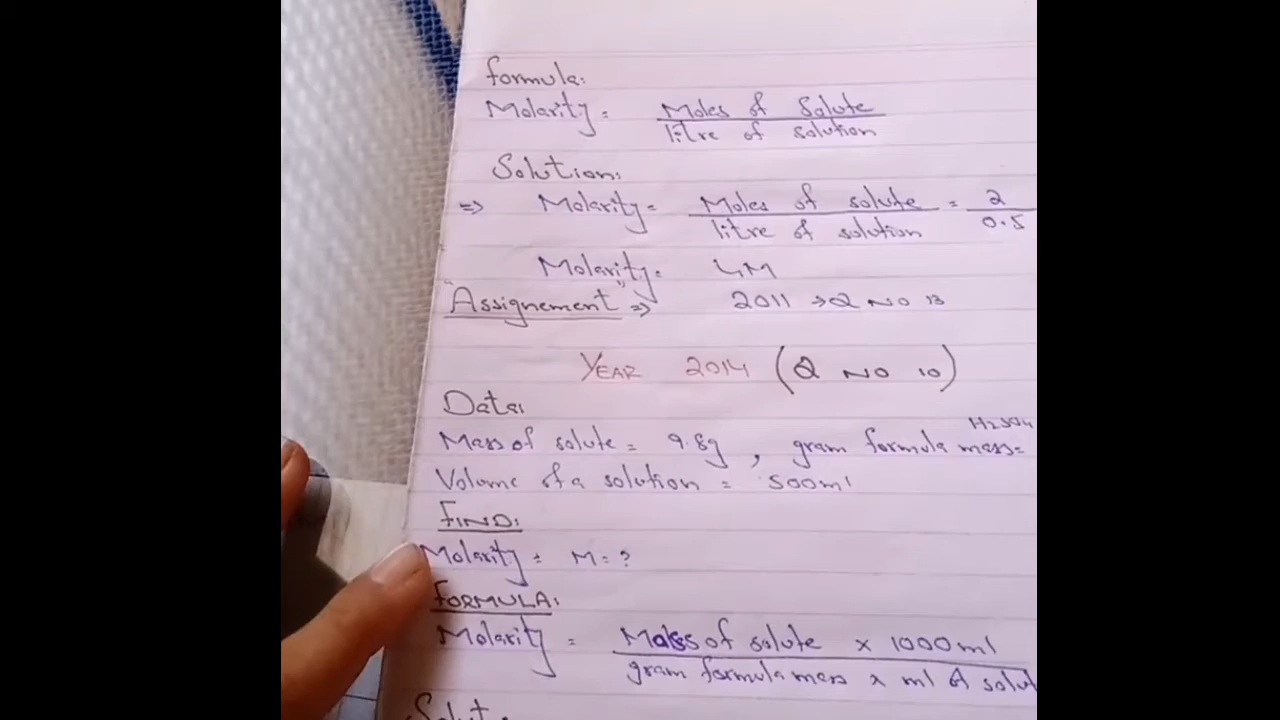 Formula:
Molarity = Moles of Solute / litre of solution
Solution:
⇒ Molarity = Moles of solute / litre of solution = 2 / 0.5
Molarity = 4M
"Assignement" ⇒ 2011 → Q NO 13
YEAR 2014 (Q NO 10)
Data:
H2SO4
Mass of solute = 9.8g , gram formula mass=
Volume of a solution = 500ml
FIND:
Molarity = M = ?
FORMULA:
Molarity = Mass of solute x 1000ml / gram formula mass x ml of solut